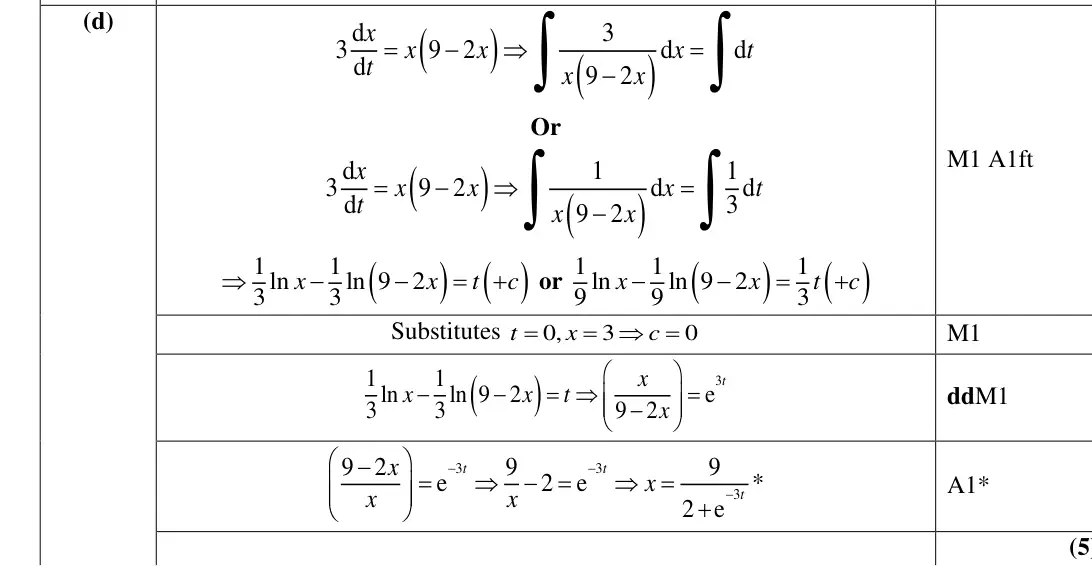 (d)
3 dx/dt = x(9 − 2x) ⇒ ∫ 3/(x(9 − 2x)) dx = ∫ dt
Or
3 dx/dt = x(9 − 2x) ⇒ ∫ 1/(x(9 − 2x)) dx = ∫ 1/3 dt
M1 A1ft
⇒ 1/3 ln x − 1/3 ln(9 − 2x) = t (+c) or 1/9 ln x − 1/9 ln(9 − 2x) = 1/3 t (+c)
Substitutes t = 0, x = 3 ⇒ c = 0 M1
1/3 ln x − 1/3 ln(9 − 2x) = t ⇒ (x/(9 − 2x)) = e^(3t) ddM1
((9 − 2x)/x) = e^(−3t) ⇒ 9/x − 2 = e^(−3t) ⇒ x = 9/(2 + e^(−3t)) * A1*
(5